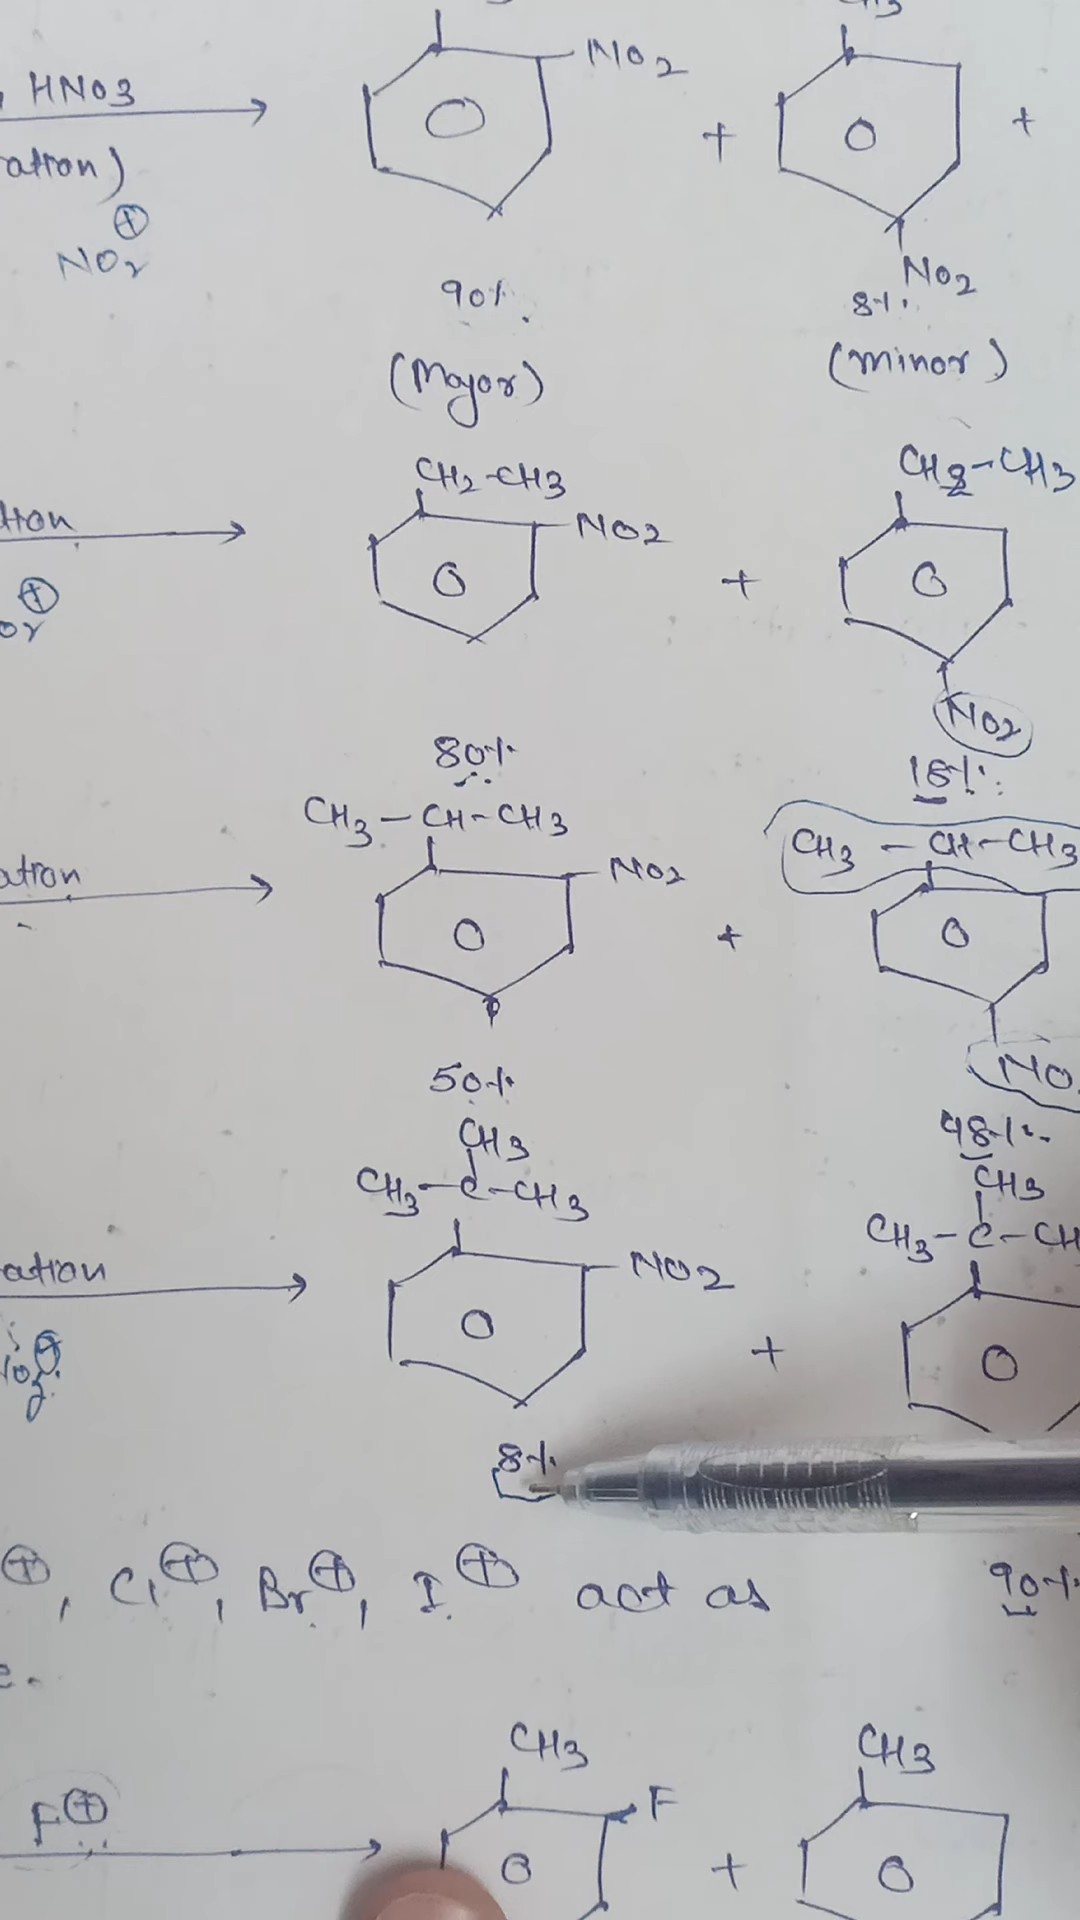 HNO3
NO2
+
+
ation)
⊕
NO2
NO2
90%
8%
(Major)
(minor)
CH2-CH3
CH2-CH3
tion
NO2
+
⊕
NO2
80%
18%
CH3-CH-CH3
CH3-CH-CH3
ation
NO2
+
NO
50%
48%
CH3
CH3
CH3-C-CH3
CH3-C-CH
ation
NO2
+
8%
⊕, Cl⊕, Br⊕, I⊕ act as
90%
e.
CH3
CH3
F⊕
F
+